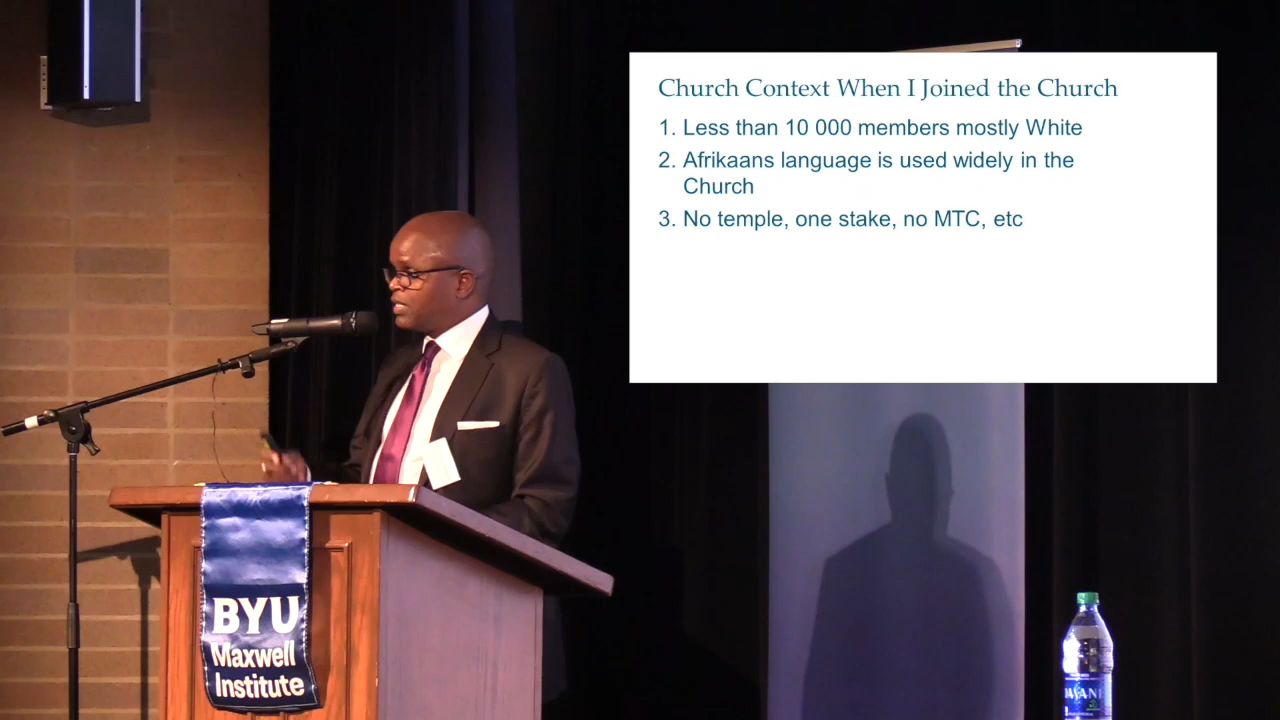 Church Context When I Joined the Church
1. Less than 10 000 members mostly White
2. Afrikaans language is used widely in the
Church
3. No temple, one stake, no MTC, etc
BYU
Maxwell
Institute
DASANI